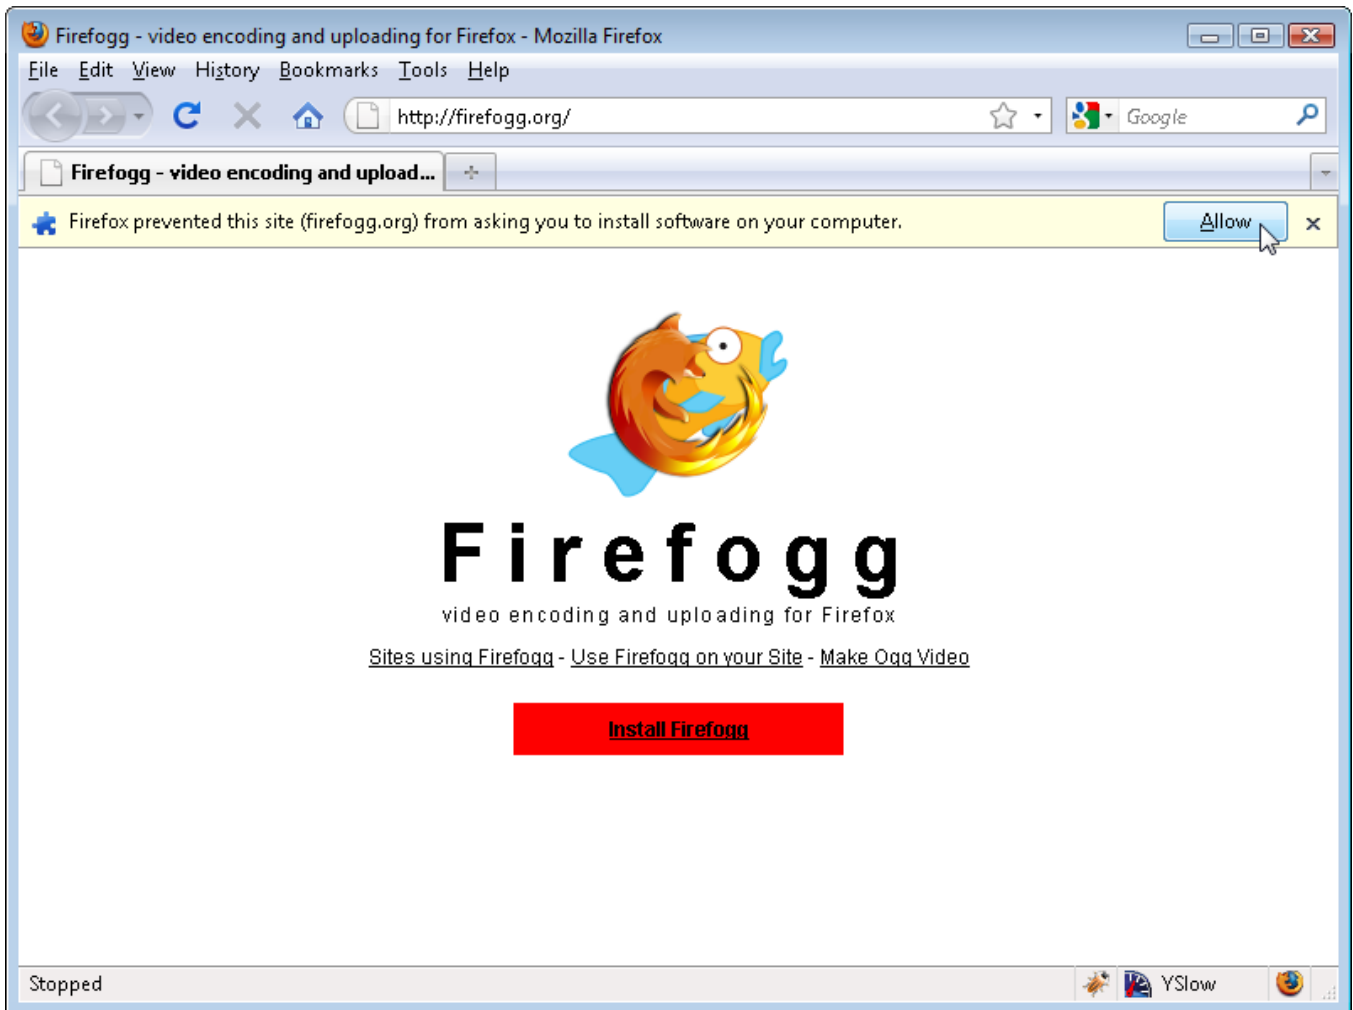 Firefogg - video encoding and uploading for Firefox - Mozilla Firefox
File Edit View History Bookmarks Tools Help
http://firefogg.org/ Google
Firefogg - video encoding and upload...
Firefox prevented this site (firefogg.org) from asking you to install software on your computer. Allow
Firefogg
video encoding and uploading for Firefox
Sites using Firefogg - Use Firefogg on your Site - Make Ogg Video
Install Firefogg
Stopped YSlow